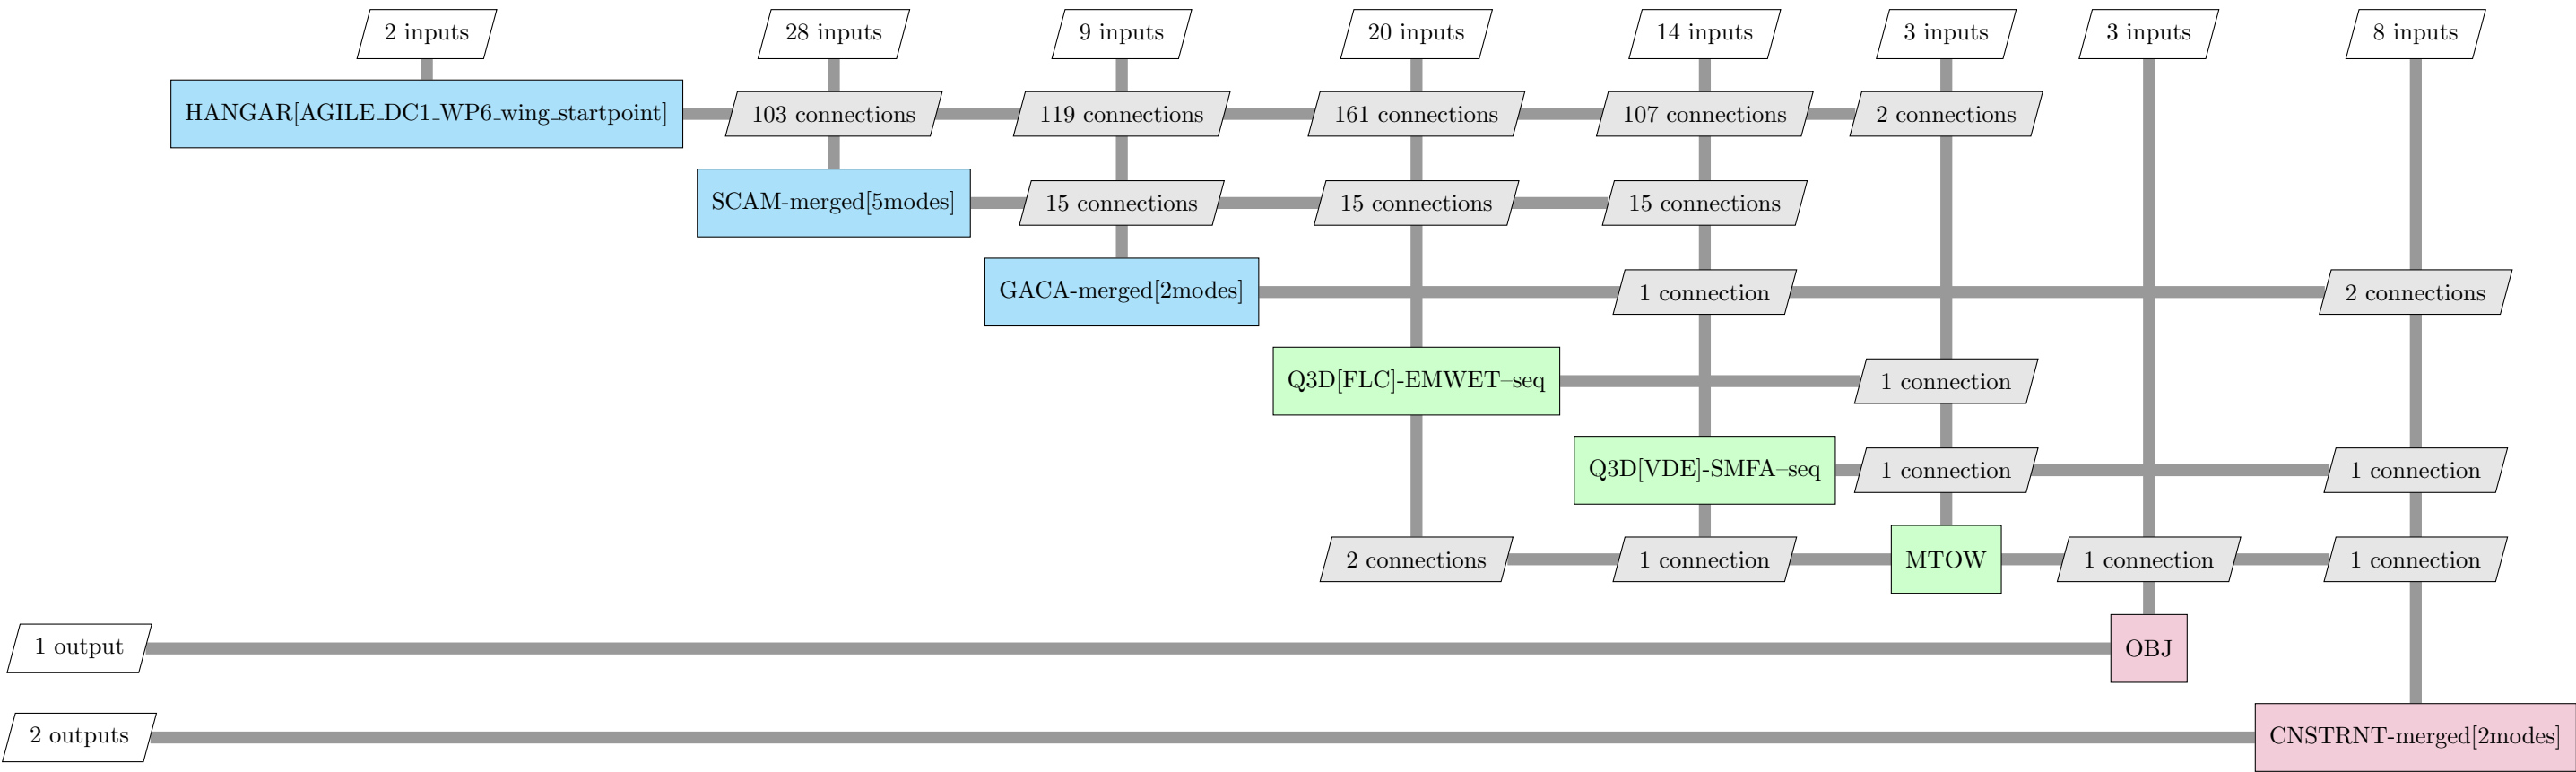 2 inputs
28 inputs
9 inputs
20 inputs
14 inputs
3 inputs
3 inputs
8 inputs
HANGAR[AGILE_DC1_WP6_wing_startpoint]
103 connections
119 connections
161 connections
107 connections
2 connections
SCAM-merged[5modes]
15 connections
15 connections
15 connections
GACA-merged[2modes]
1 connection
2 connections
Q3D[FLC]-EMWET–seq
1 connection
Q3D[VDE]-SMFA–seq
1 connection
1 connection
2 connections
1 connection
MTOW
1 connection
1 connection
1 output
OBJ
2 outputs
CNSTRNT-merged[2modes]